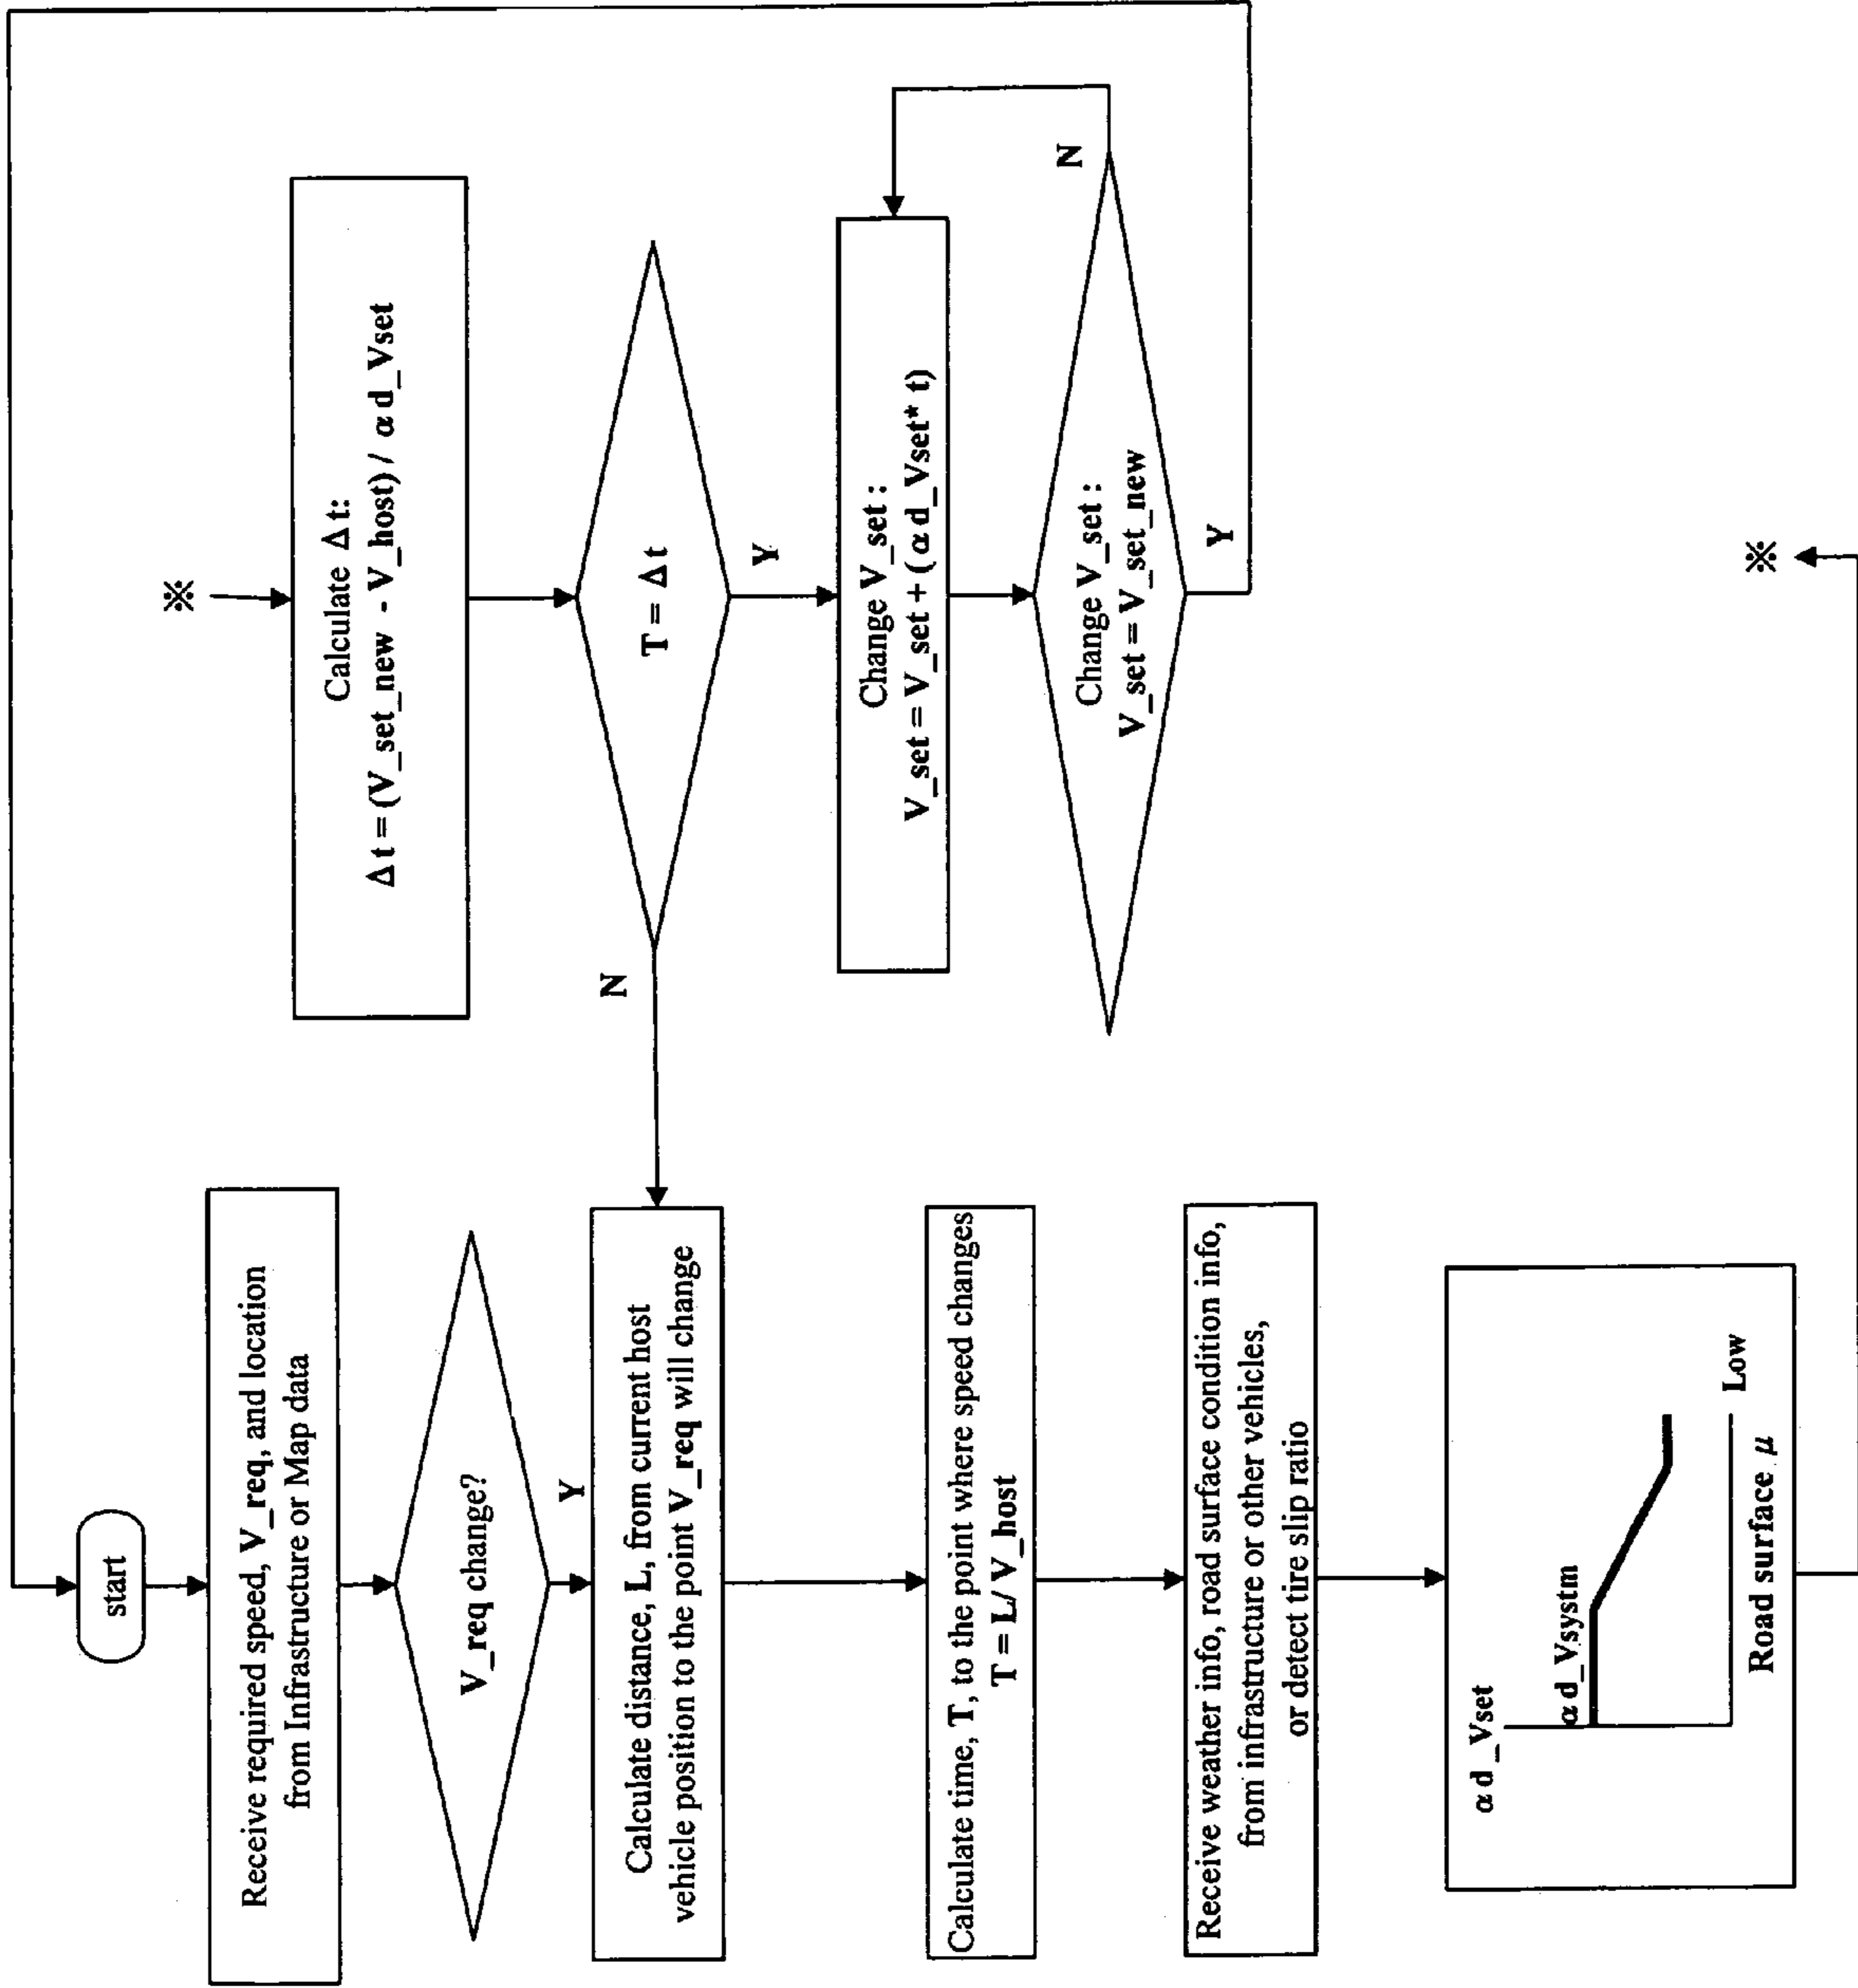 start
Receive required speed, V_req, and location
from Infrastructure or Map data
V_req change?
Y
Calculate distance, L, from current host
vehicle position to the point V_req will change
Calculate time, T, to the point where speed changes
T = L/ V_host
Receive weather info, road surface condition info,
from infrastructure or other vehicles,
or detect tire slip ratio
α d _Vset
α d_Vsystm
Low
Road surface μ
※
※
Calculate Δt:
Δt = (V_set_new - V_host) / α d_Vset
T = Δt
N
Y
Change V_set :
V_set = V_set + ( α d_Vset* t)
Change V_set :
V_set = V_set_new
N
Y